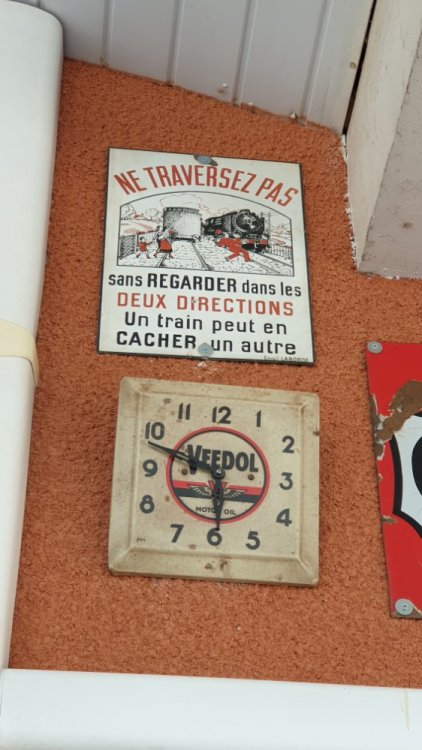 NE TRAVERSEZ PAS
sans REGARDER dans les
DEUX DIRECTIONS
Un train peut en
CACHER un autre
LABORDE
11 12 1
10 2
9 3
8 4
7 6 5
VEEDOL
MOTOR OIL